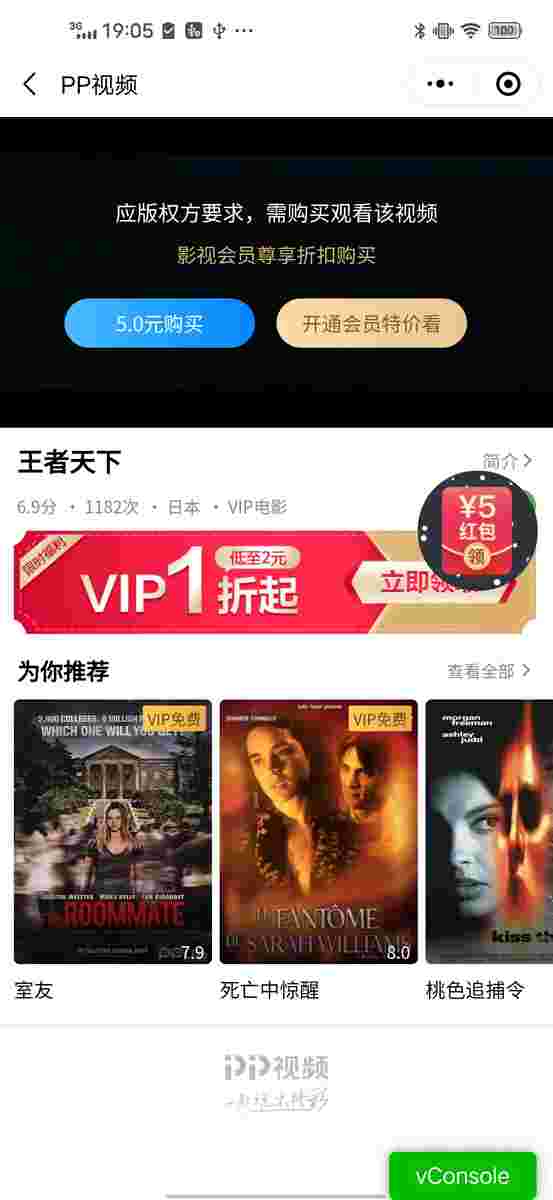 3G 19:05 100
PP视频
应版权方要求，需购买观看该视频
影视会员尊享折扣购买
5.0元购买
开通会员特价看
王者天下
简介
6.9分 · 1182次 · 日本 · VIP电影
¥5
红包
领
限时福利
VIP1折起
低至2元
立即领
为你推荐
查看全部
VIP免费
WHICH ONE WILL YOU GET?
ROOMMATE
7.9
VIP免费
FANTÔME
DE SARAH WILLIAMS
8.0
morgan
freeman
ashley
judd
kiss th
室友
死亡中惊醒
桃色追捕令
PP视频
vConsole